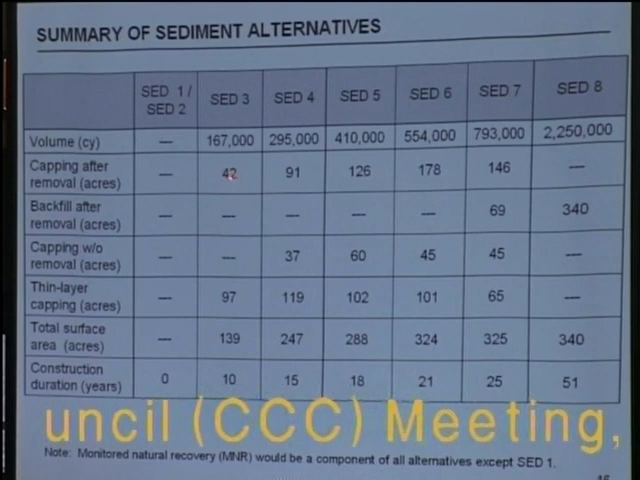 SUMMARY OF SEDIMENT ALTERNATIVES
SED 1 / SED 2 SED 3 SED 4 SED 5 SED 6 SED 7 SED 8
Volume (cy) — 167,000 295,000 410,000 554,000 793,000 2,250,000
Capping after removal (acres) — 42 91 126 178 146 —
Backfill after removal (acres) — — — — — 69 340
Capping w/o removal (acres) — — 37 60 45 45 —
Thin-layer capping (acres) — 97 119 102 101 65 —
Total surface area (acres) — 139 247 288 324 325 340
Construction duration (years) 0 10 15 18 21 25 51
uncil (CCC) Meeting,
Note: Monitored natural recovery (MNR) would be a component of all alternatives except SED 1.